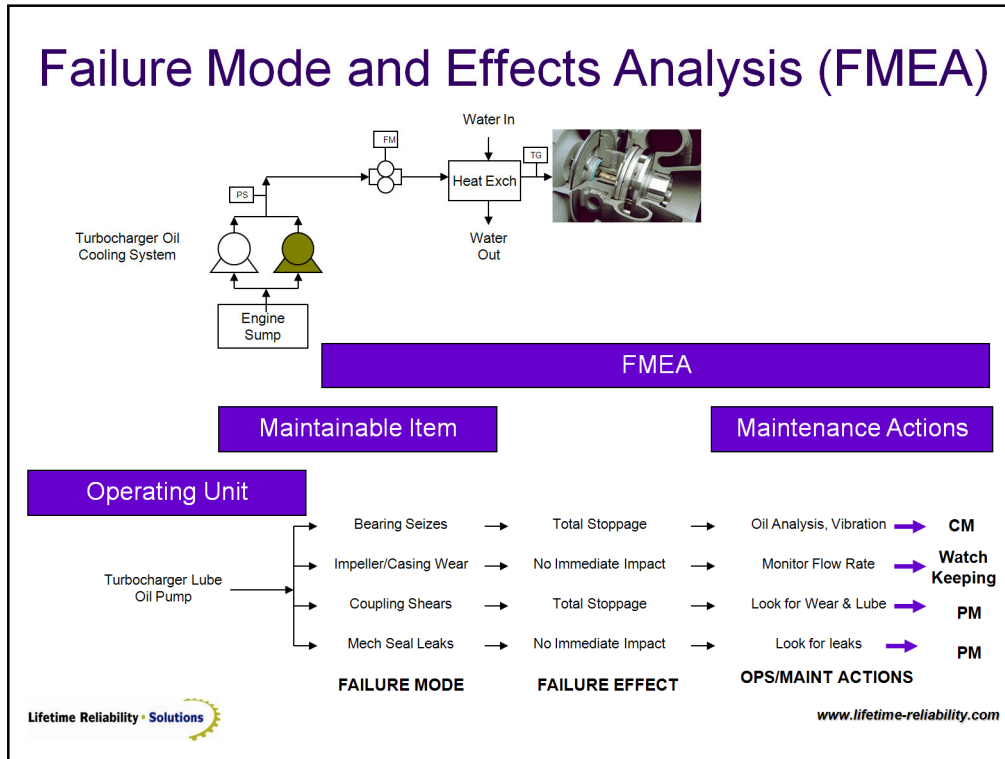 Failure Mode and Effects Analysis (FMEA)
Water In
FM
TG
PS
Heat Exch
Turbocharger Oil
Cooling System
Water
Out
Engine
Sump
FMEA
Maintainable Item
Maintenance Actions
Operating Unit
Bearing Seizes
Total Stoppage
Oil Analysis, Vibration
CM
Impeller/Casing Wear
No Immediate Impact
Monitor Flow Rate
Watch
Keeping
Turbocharger Lube
Oil Pump
Coupling Shears
Total Stoppage
Look for Wear & Lube
PM
Mech Seal Leaks
No Immediate Impact
Look for leaks
PM
FAILURE MODE
FAILURE EFFECT
OPS/MAINT ACTIONS
Lifetime Reliability • Solutions
www.lifetime-reliability.com